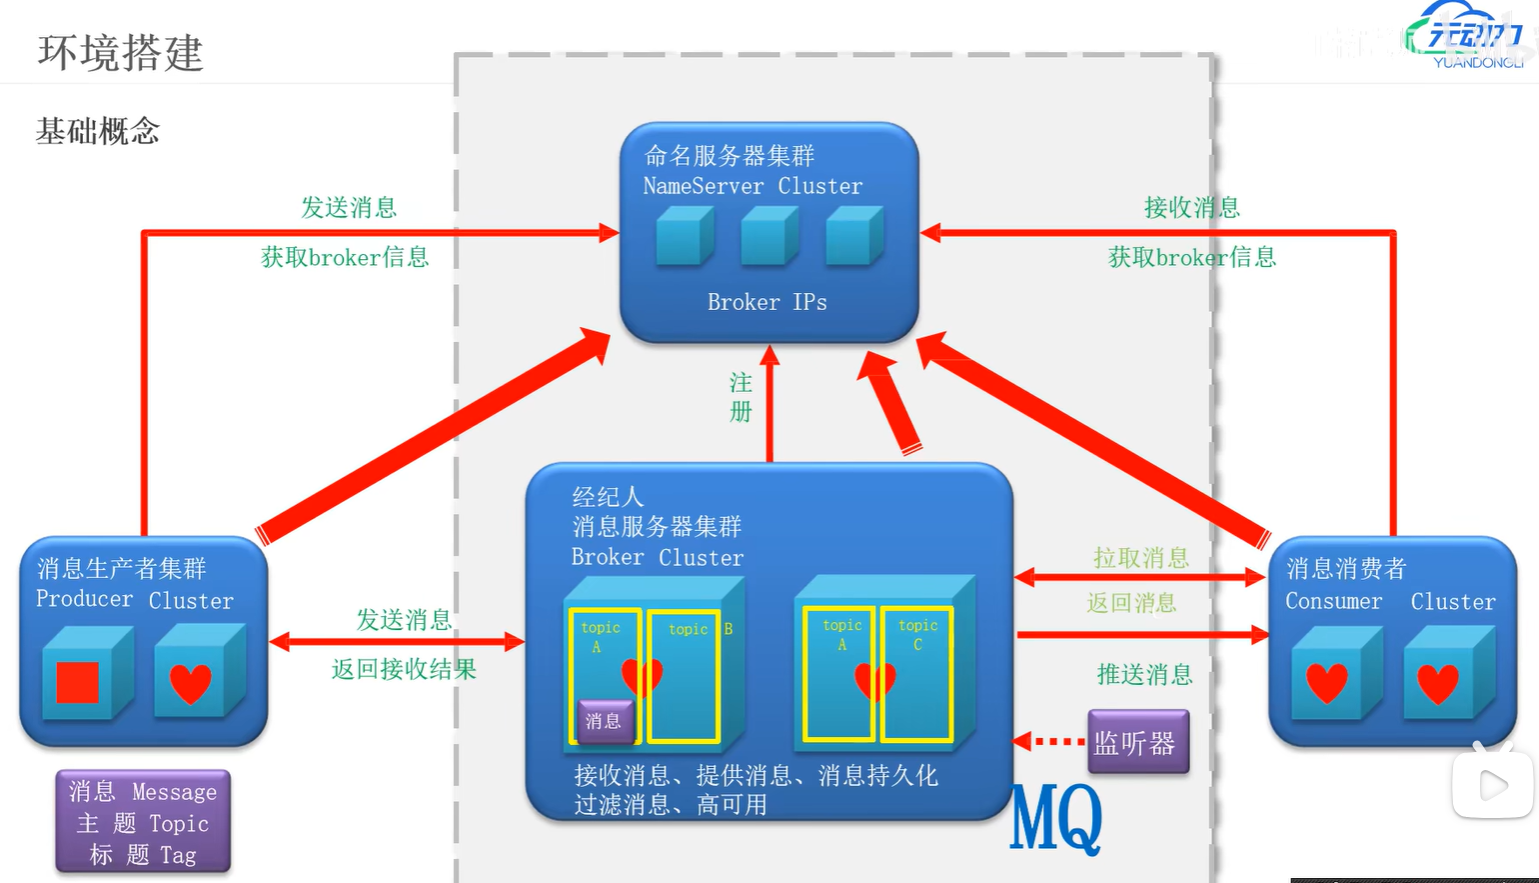 环境搭建
元动力
YUANDONGLI
基础概念
命名服务器集群
NameServer Cluster
Broker IPs
发送消息
获取broker信息
接收消息
获取broker信息
注
册
经纪人
消息服务器集群
Broker Cluster
topic
A
topic B
消息
topic
A
topic
C
接收消息、提供消息、消息持久化
过滤消息、高可用
消息生产者集群
Producer Cluster
发送消息
返回接收结果
拉取消息
返回消息
推送消息
消息消费者
Consumer Cluster
监听器
MQ
消息 Message
主 题 Topic
标 题 Tag